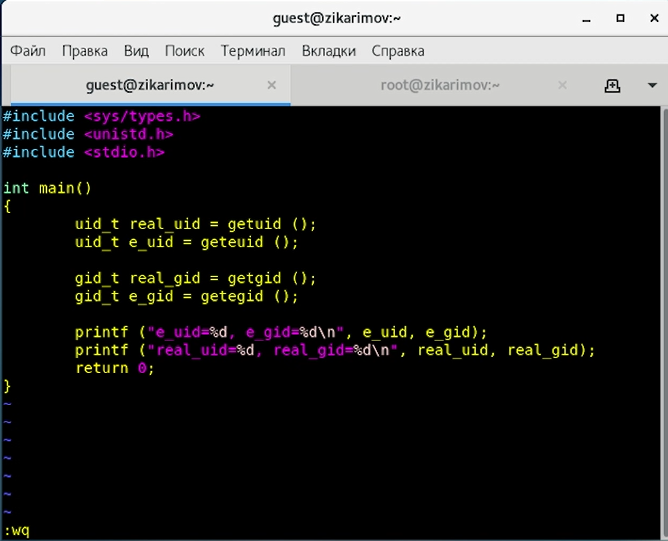 guest@zikarimov:~
Файл Правка Вид Поиск Терминал Вкладки Справка
guest@zikarimov:~ root@zikarimov:~
#include <sys/types.h>
#include <unistd.h>
#include <stdio.h>
int main()
{
        uid_t real_uid = getuid ();
        uid_t e_uid = geteuid ();
        gid_t real_gid = getgid ();
        gid_t e_gid = getegid ();
        printf ("e_uid=%d, e_gid=%d\n", e_uid, e_gid);
        printf ("real_uid=%d, real_gid=%d\n", real_uid, real_gid);
        return 0;
}
~
~
~
~
~
~
~
:wq